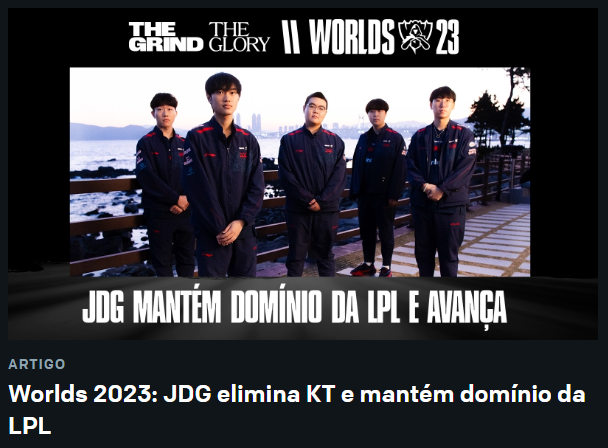 THE GRIND THE GLORY \\ WORLDS 23
JDG MANTÉM DOMÍNIO DA LPL E AVANÇA
ARTIGO
Worlds 2023: JDG elimina KT e mantém domínio da
LPL